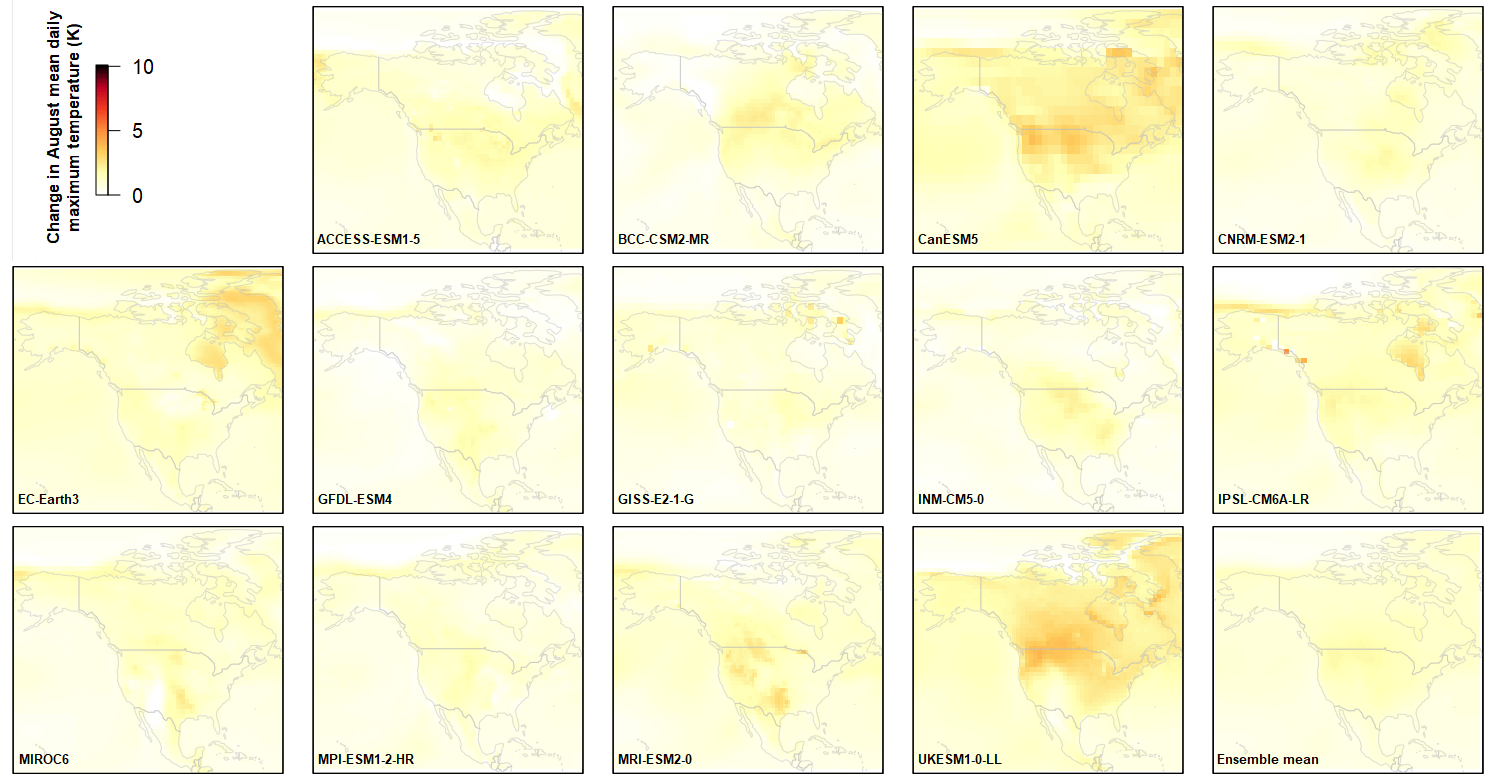 Change in August mean daily
maximum temperature (K)
10
5
0
ACCESS-ESM1-5
BCC-CSM2-MR
CanESM5
CNRM-ESM2-1
EC-Earth3
GFDL-ESM4
GISS-E2-1-G
INM-CM5-0
IPSL-CM6A-LR
MIROC6
MPI-ESM1-2-HR
MRI-ESM2-0
UKESM1-0-LL
Ensemble mean